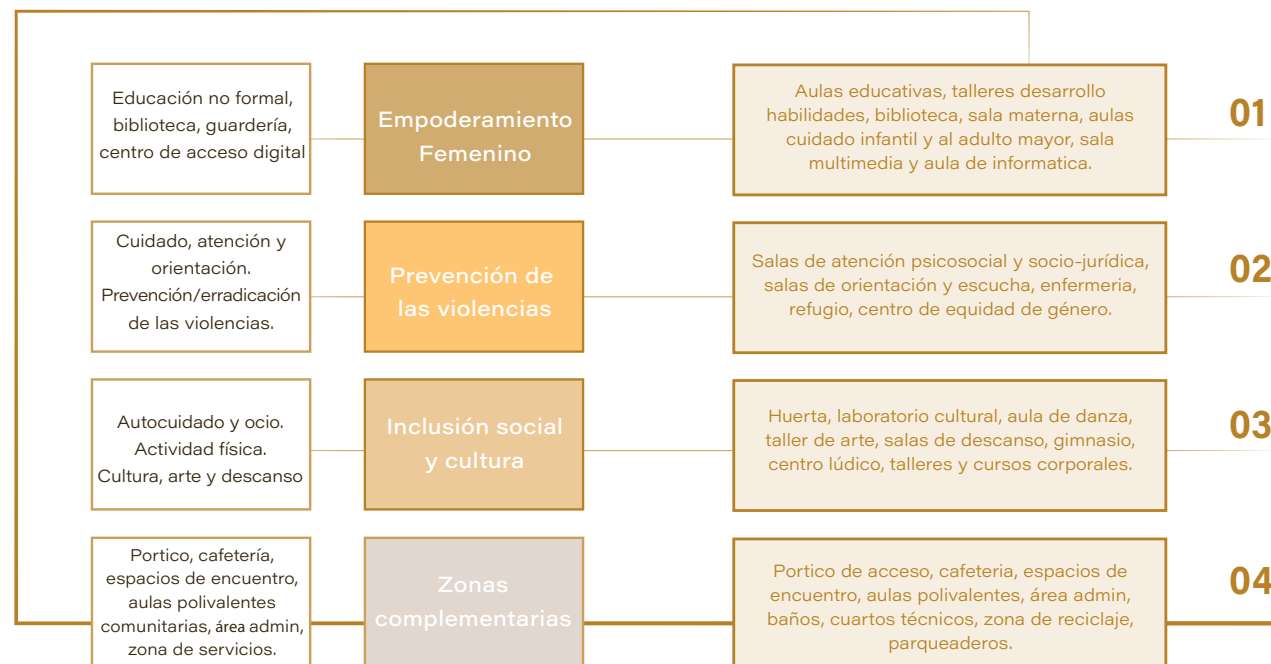 Educación no formal,
biblioteca, guardería,
centro de acceso digital
Empoderamiento
Femenino
Aulas educativas, talleres desarrollo
habilidades, biblioteca, sala materna, aulas
cuidado infantil y al adulto mayor, sala
multimedia y aula de informatica.
01
Cuidado, atención y
orientación.
Prevención/erradicación
de las violencias.
Prevención de
las violencias
Salas de atención psicosocial y socio-jurídica,
salas de orientación y escucha, enfermeria,
refugio, centro de equidad de género.
02
Autocuidado y ocio.
Actividad física.
Cultura, arte y descanso
Inclusión social
y cultura
Huerta, laboratorio cultural, aula de danza,
taller de arte, salas de descanso, gimnasio,
centro lúdico, talleres y cursos corporales.
03
Portico, cafetería,
espacios de encuentro,
aulas polivalentes
comunitarias, área admin,
zona de servicios.
Zonas
complementarias
Portico de acceso, cafeteria, espacios de
encuentro, aulas polivalentes, área admin,
baños, cuartos técnicos, zona de reciclaje,
parqueaderos.
04